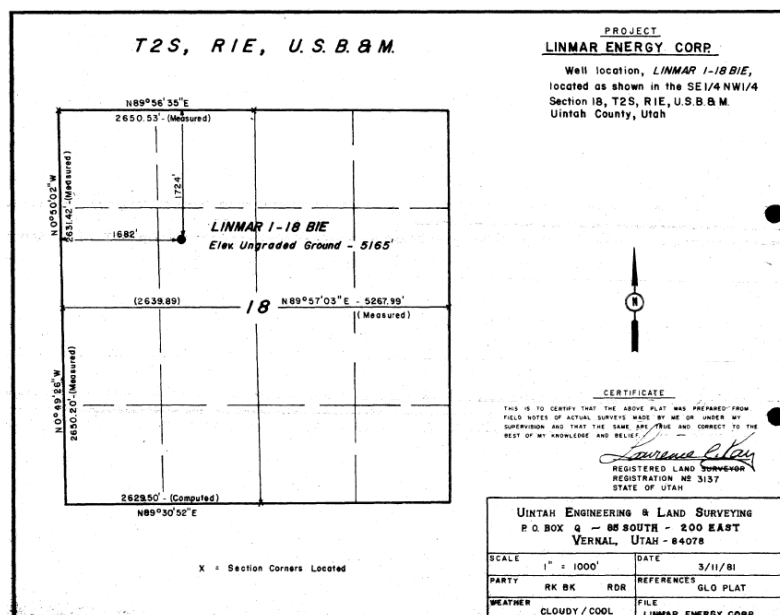 T2S, R1E, U.S.B.&M.
PROJECT
LINMAR ENERGY CORP.
Well location, LINMAR 1-18 B1E,
located as shown in the SE1/4 NW1/4
Section 18, T2S, R1E, U.S.B.&M.
Uintah County, Utah
N89°56'35"E
2650.53' - (Measured)
N0°50'02"W
2631.42' - (Measured)
1724'
1682'
LINMAR 1-18 B1E
Elev. Ungraded Ground - 5165'
(2639.89)
18
N89°57'03"E - 5267.99'
(Measured)
N
N0°49'26"W
2650.20' - (Measured)
2629.50' - (Computed)
N89°30'52"E
X = Section Corners Located
CERTIFICATE
THIS IS TO CERTIFY THAT THE ABOVE PLAT WAS PREPARED FROM
FIELD NOTES OF ACTUAL SURVEYS MADE BY ME OR UNDER MY
SUPERVISION AND THAT THE SAME ARE TRUE AND CORRECT TO THE
BEST OF MY KNOWLEDGE AND BELIEF.
Lawrence C. Kay
REGISTERED LAND SURVEYOR
REGISTRATION Nº 3137
STATE OF UTAH
UINTAH ENGINEERING & LAND SURVEYING
P.O. BOX Q - 85 SOUTH - 200 EAST
VERNAL, UTAH - 84078
SCALE
1" = 1000'
DATE
3/11/81
PARTY
RK BK RDR
REFERENCES
GLO PLAT
WEATHER
CLOUDY / COOL
FILE
LINMAR ENERGY CORP.